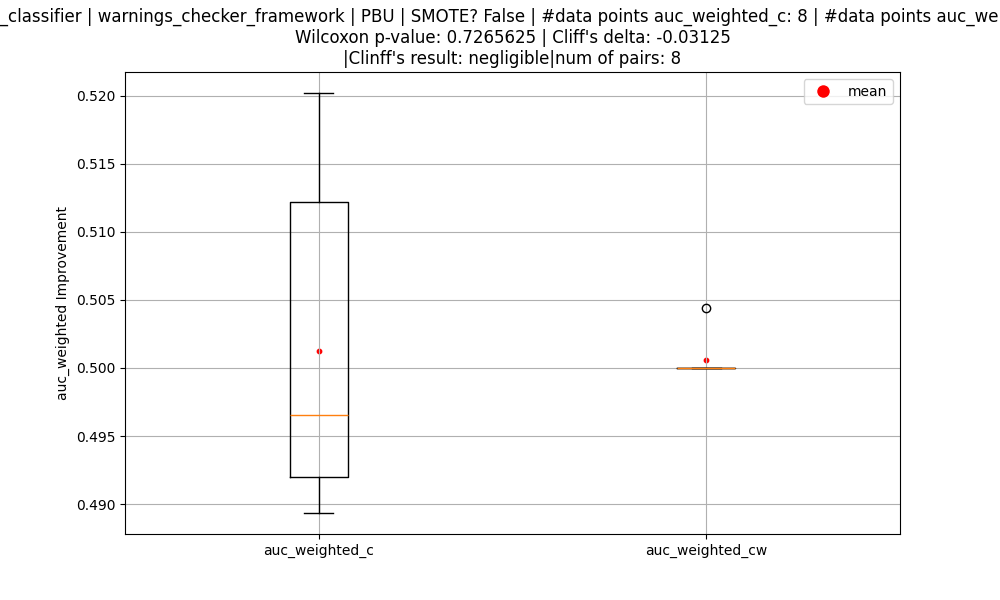 _classifier | warnings_checker_framework | PBU | SMOTE? False | #data points auc_weighted_c: 8 | #data points auc_we
Wilcoxon p-value: 0.7265625 | Cliff's delta: -0.03125
|Clinff's result: negligible|num of pairs: 8
mean
0.520
0.515
0.510
0.505
0.500
0.495
0.490
auc_weighted Improvement
auc_weighted_c
auc_weighted_cw